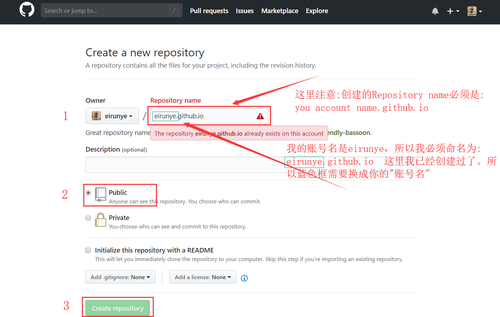 Search or jump to...
/
Pull requests Issues Marketplace Explore
Create a new repository
A repository contains all the files for your project, including the revision history.
Owner
Repository name
1
eirunye
/
eirunye.github.io
The repository eirunye.github.io already exists on this account
Great repository name
endly-bassoon.
这里注意:创建的Repository name必须是:
you account name.github.io
我的账号名是eirunye，所以我必须命名为:
eirunye.github.io 这里我已经创建过了。所
以蓝色框需要换成你的"账号名"
Description (optional)
2
Public
Anyone can see this repository. You choose who can commit.
Private
You choose who can see and commit to this repository.
Initialize this repository with a README
This will let you immediately clone the repository to your computer. Skip this step if you're importing an existing repository.
Add .gitignore: None
Add a license: None
3
Create repository